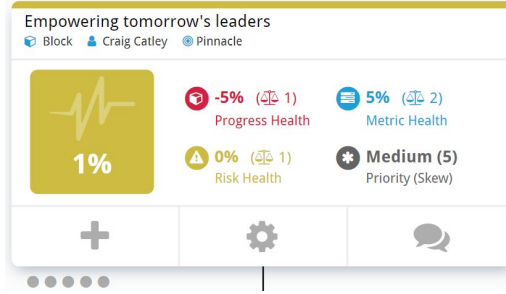 Empowering tomorrow's leaders
Block Craig Catley Pinnacle
-5% ( 1) 5% ( 2)
Progress Health Metric Health
1%
0% ( 1) Medium (5)
Risk Health Priority (Skew)